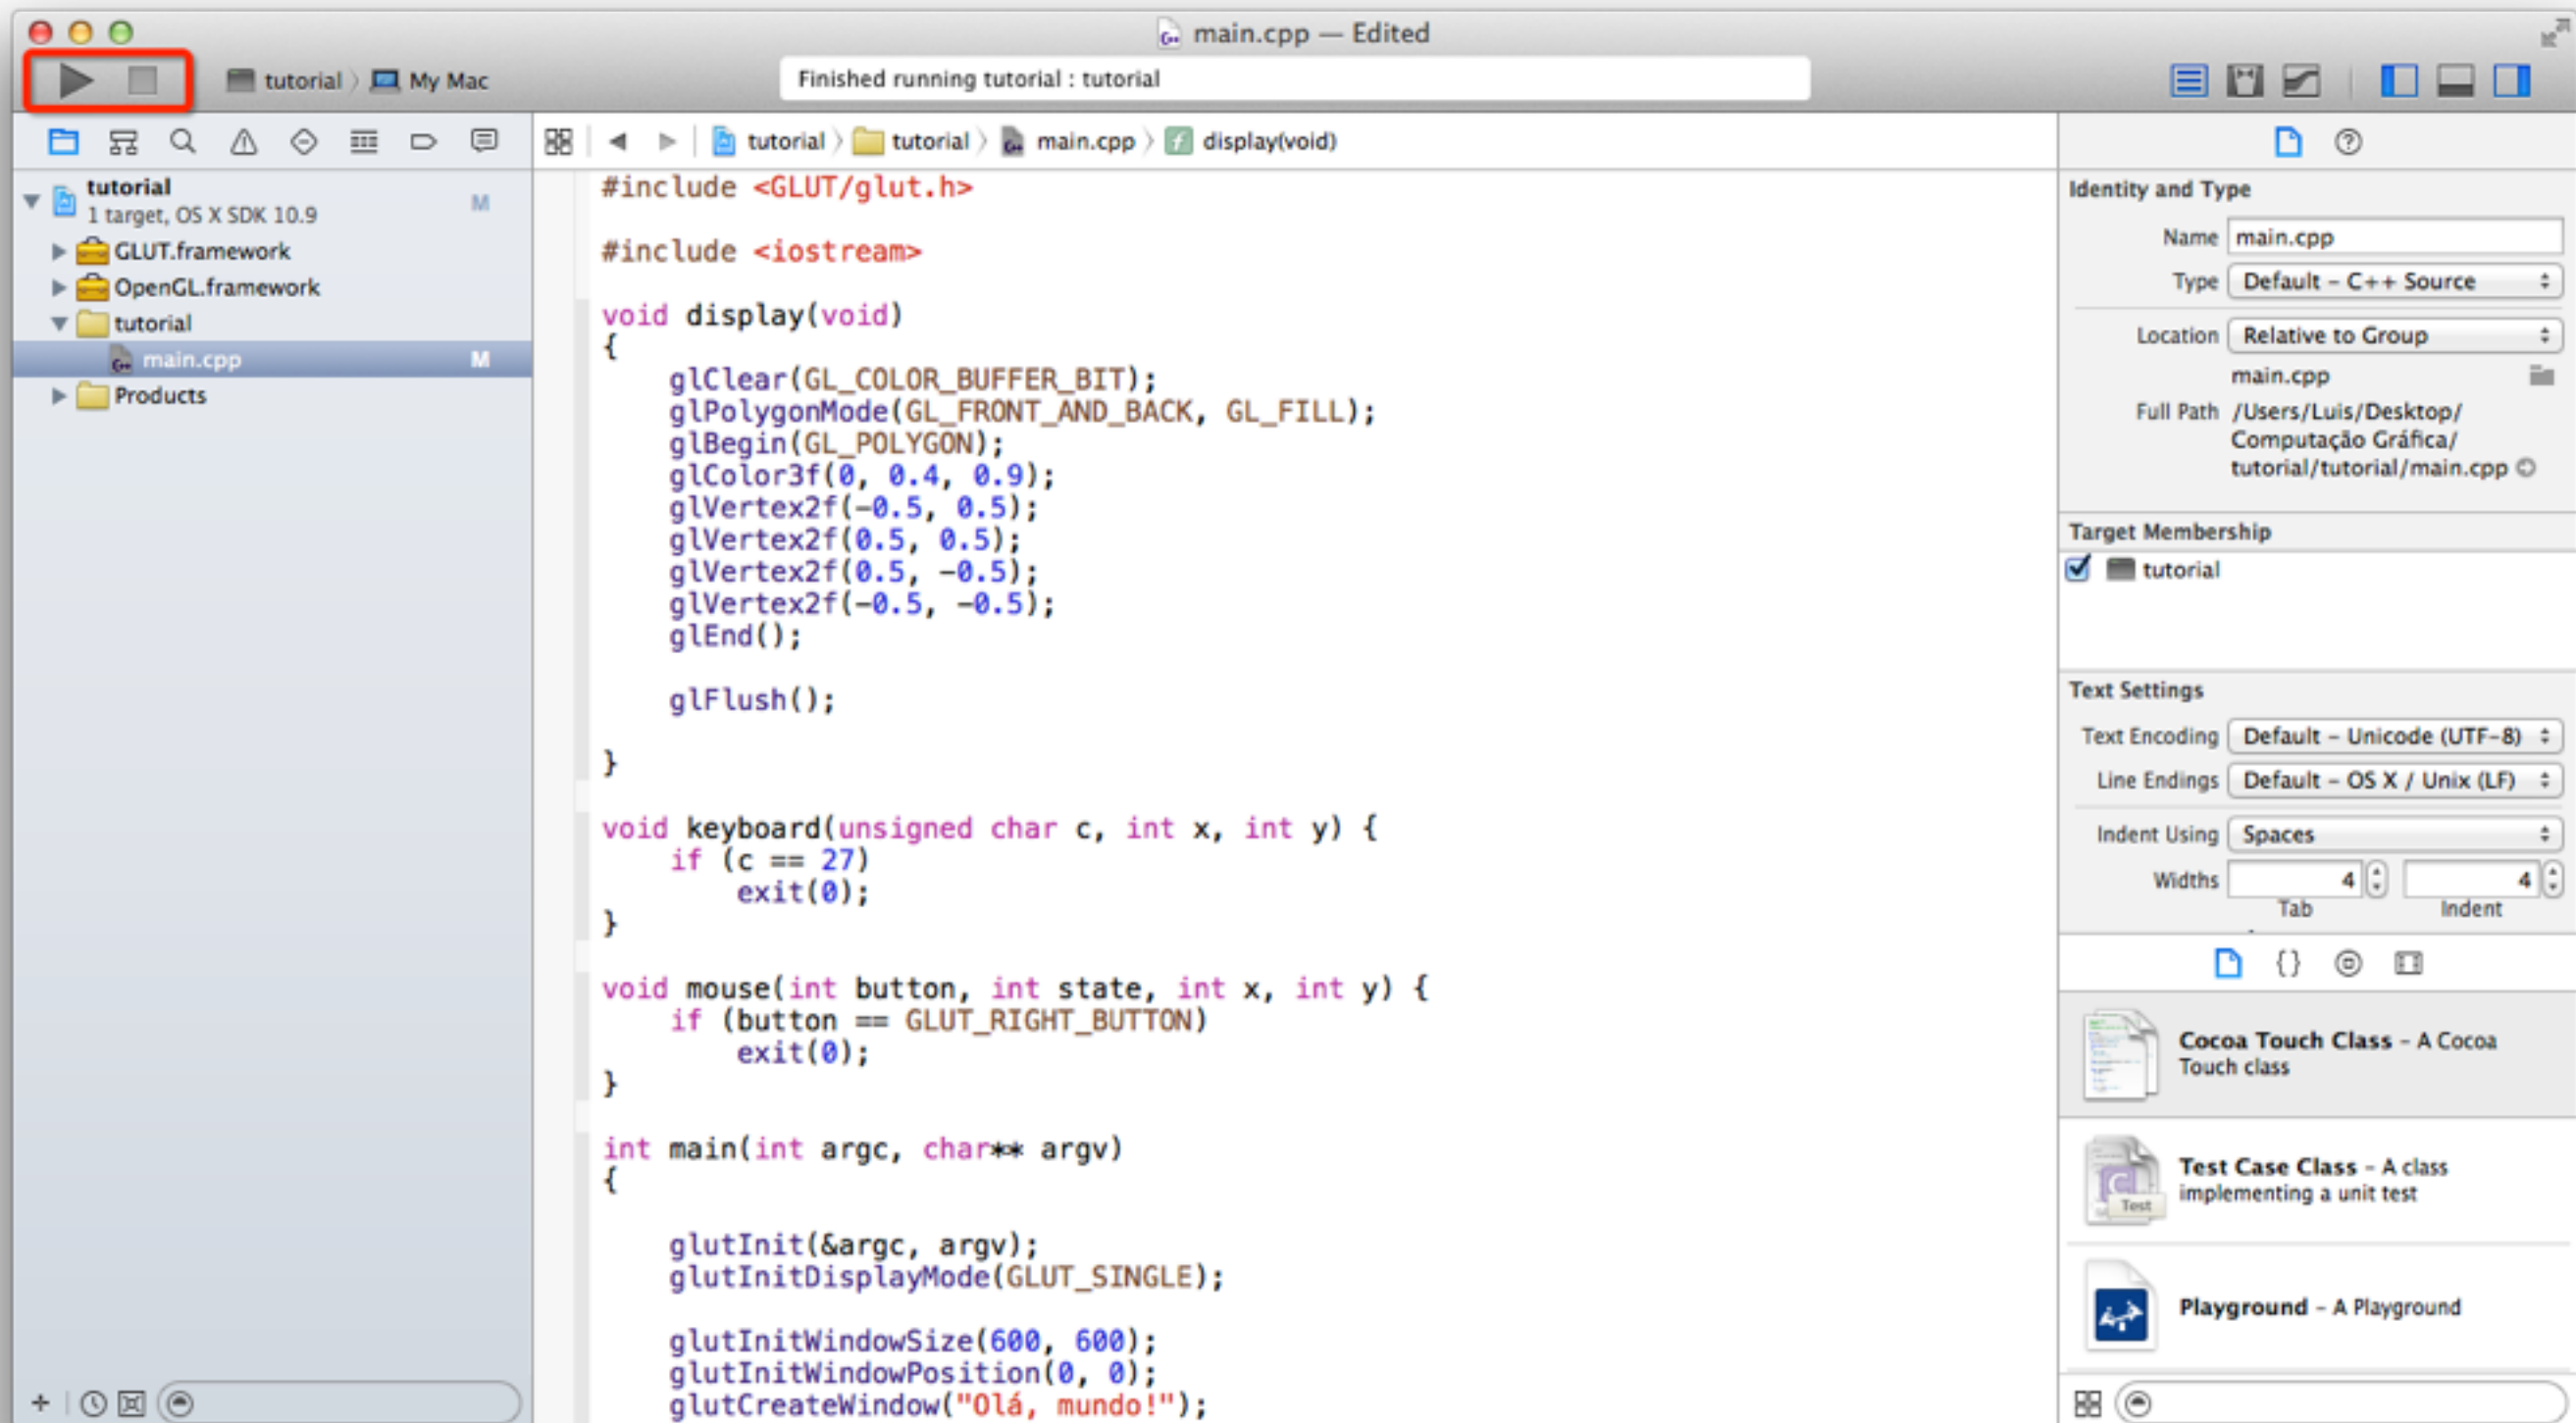 main.cpp — Edited
tutorial 〉 My Mac
Finished running tutorial : tutorial
tutorial
1 target, OS X SDK 10.9
M
GLUT.framework
OpenGL.framework
tutorial
main.cpp
M
Products
tutorial 〉 tutorial 〉 main.cpp 〉 display(void)
#include <GLUT/glut.h>
#include <iostream>
void display(void)
{
    glClear(GL_COLOR_BUFFER_BIT);
    glPolygonMode(GL_FRONT_AND_BACK, GL_FILL);
    glBegin(GL_POLYGON);
    glColor3f(0, 0.4, 0.9);
    glVertex2f(-0.5, 0.5);
    glVertex2f(0.5, 0.5);
    glVertex2f(0.5, -0.5);
    glVertex2f(-0.5, -0.5);
    glEnd();
    glFlush();
}
void keyboard(unsigned char c, int x, int y) {
    if (c == 27)
        exit(0);
}
void mouse(int button, int state, int x, int y) {
    if (button == GLUT_RIGHT_BUTTON)
        exit(0);
}
int main(int argc, char** argv)
{
    glutInit(&argc, argv);
    glutInitDisplayMode(GLUT_SINGLE);
    glutInitWindowSize(600, 600);
    glutInitWindowPosition(0, 0);
    glutCreateWindow("Olá, mundo!");
Identity and Type
Name main.cpp
Type Default - C++ Source
Location Relative to Group
main.cpp
Full Path /Users/Luis/Desktop/
Computação Gráfica/
tutorial/tutorial/main.cpp
Target Membership
tutorial
Text Settings
Text Encoding Default - Unicode (UTF-8)
Line Endings Default - OS X / Unix (LF)
Indent Using Spaces
Widths 4 4
Tab Indent
{}
Cocoa Touch Class - A Cocoa
Touch class
Test
Test Case Class - A class
implementing a unit test
Playground - A Playground